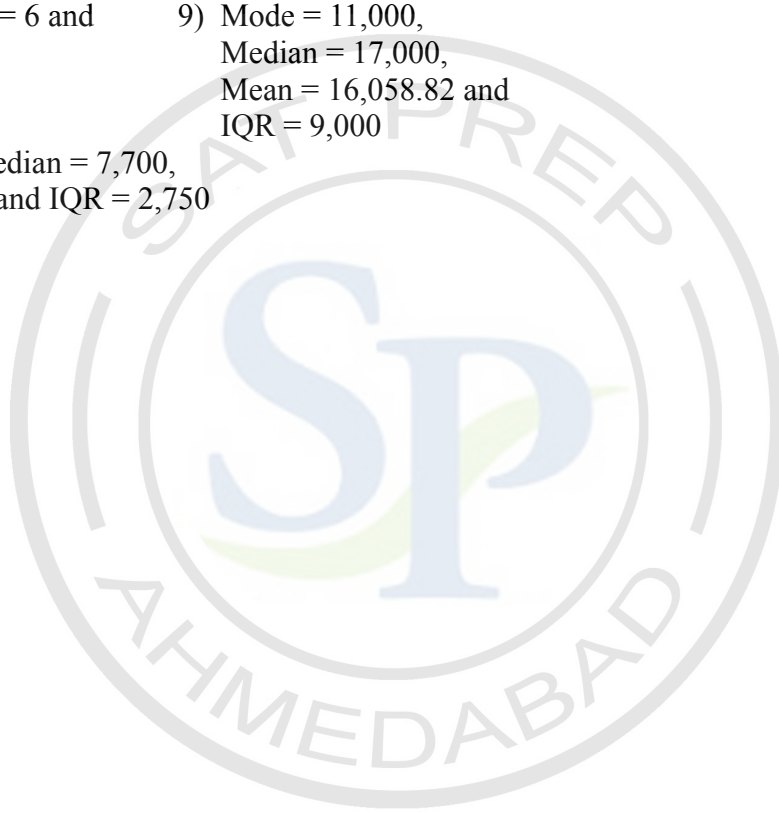 = 6 and
9) Mode = 11,000,
Median = 17,000,
Mean = 16,058.82 and
IQR = 9,000
edian = 7,700,
and IQR = 2,750
SAT PREP
SP
AHMEDABAD